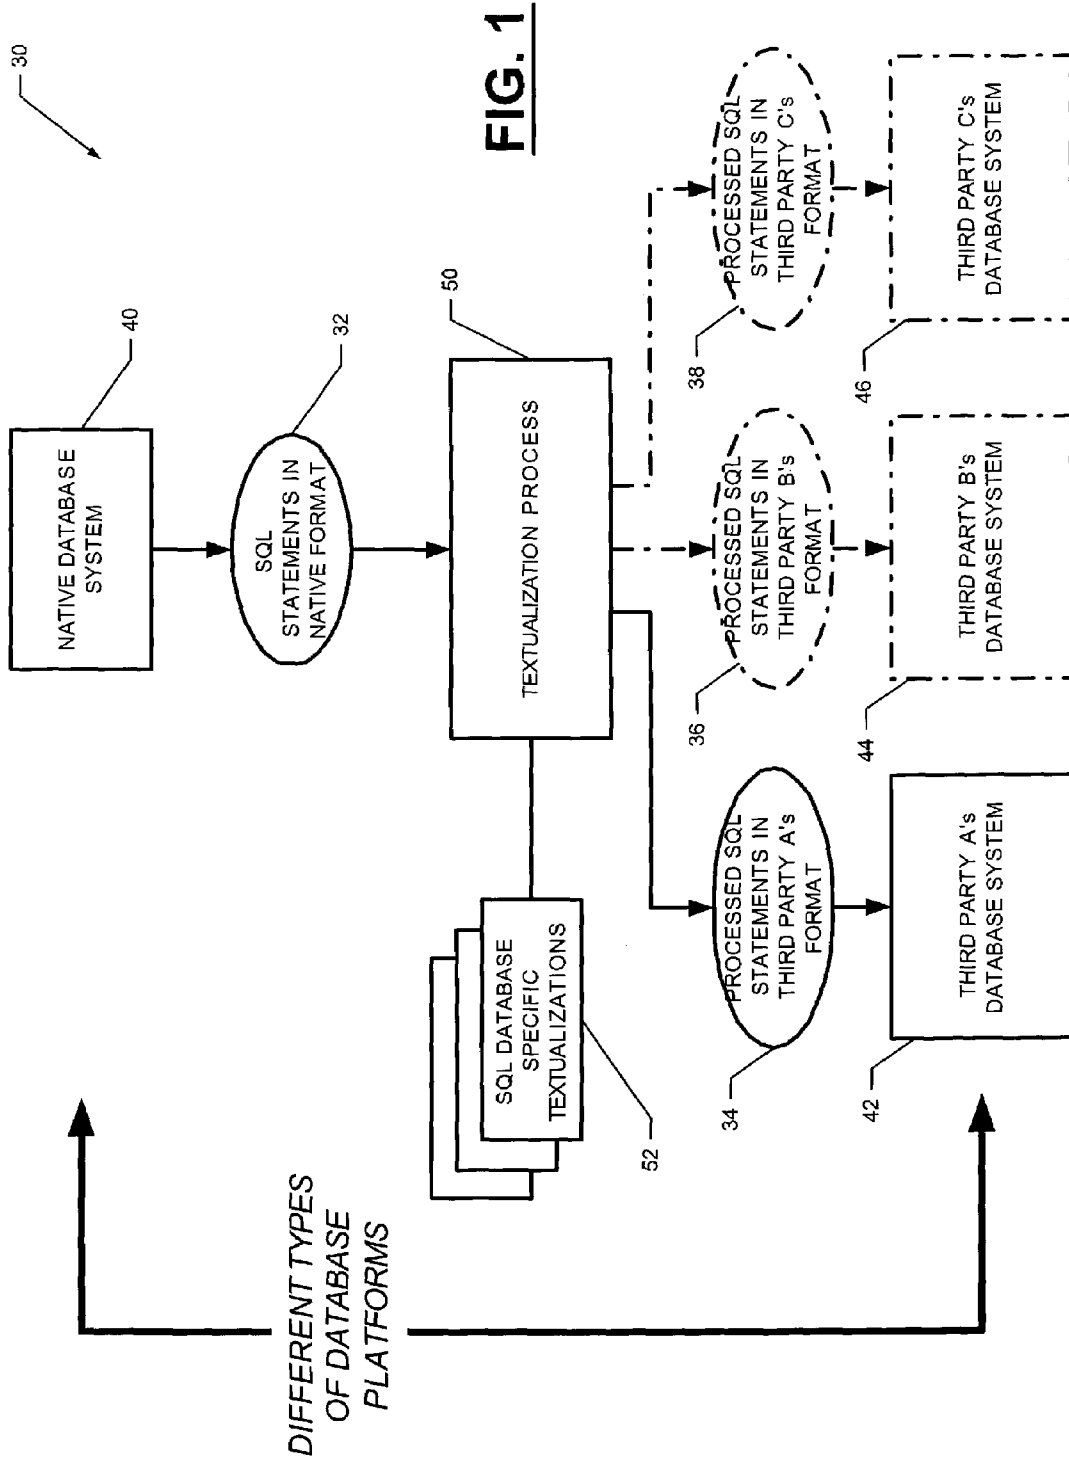 30
NATIVE DATABASE
SYSTEM
40
SQL
STATEMENTS IN
NATIVE FORMAT
32
TEXTUALIZATION PROCESS
50
SQL DATABASE
SPECIFIC
TEXTUALIZATIONS
52
DIFFERENT TYPES
OF DATABASE
PLATFORMS
PROCESSED SQL
STATEMENTS IN
THIRD PARTY A's
FORMAT
34
PROCESSED SQL
STATEMENTS IN
THIRD PARTY B's
FORMAT
36
PROCESSED SQL
STATEMENTS IN
THIRD PARTY C's
FORMAT
38
THIRD PARTY A's
DATABASE SYSTEM
42
THIRD PARTY B's
DATABASE SYSTEM
44
THIRD PARTY C's
DATABASE SYSTEM
46
FIG. 1